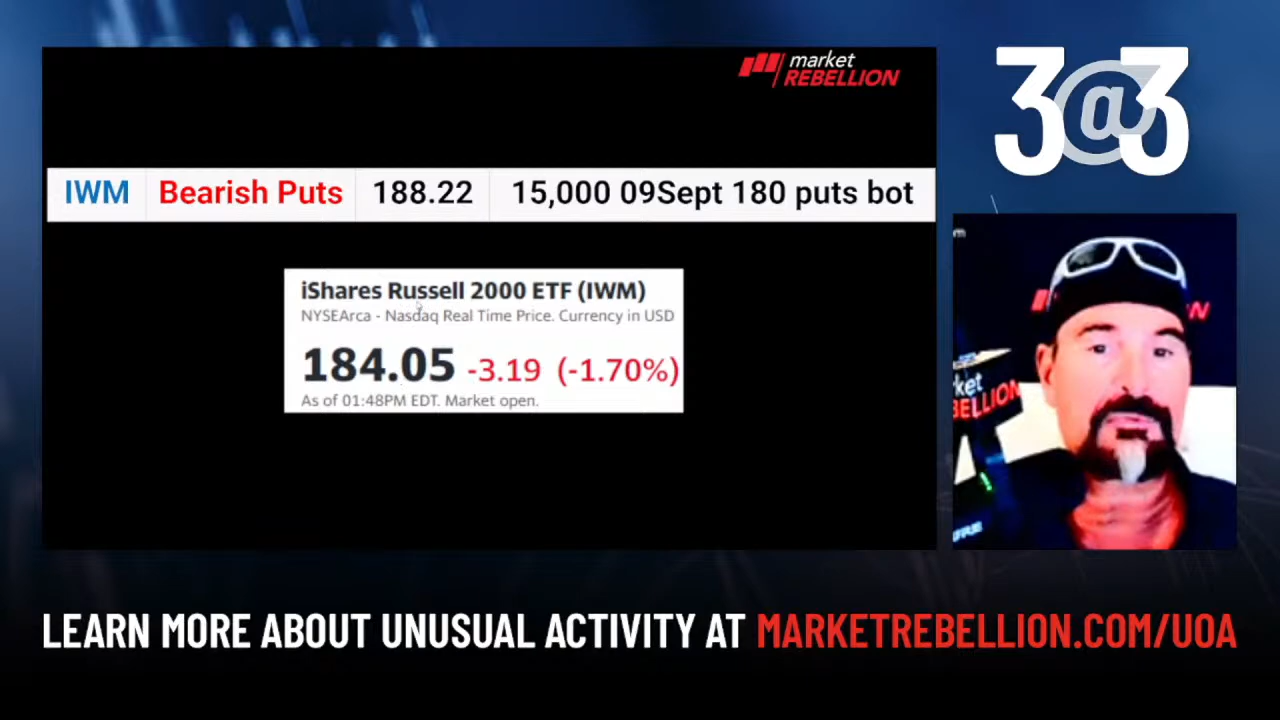 market
REBELLION
3@3
IWM Bearish Puts 188.22 15,000 09Sept 180 puts bot
iShares Russell 2000 ETF (IWM)
NYSEArca - Nasdaq Real Time Price. Currency in USD
184.05 -3.19 (-1.70%)
As of 01:48PM EDT. Market open.
LEARN MORE ABOUT UNUSUAL ACTIVITY AT MARKETREBELLION.COM/UOA